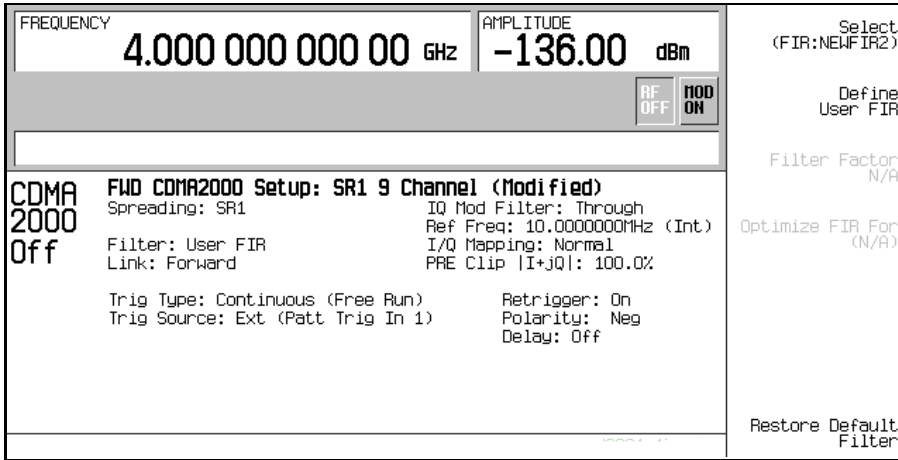 FREQUENCY
4.000 000 000 00 GHz
AMPLITUDE
-136.00 dBm
RF OFF
MOD ON
CDMA 2000 Off
FWD CDMA2000 Setup: SR1 9 Channel (Modified)
Spreading: SR1
IQ Mod Filter: Through
Ref Freq: 10.0000000MHz (Int)
Filter: User FIR
I/Q Mapping: Normal
Link: Forward
PRE Clip |I+jQ|: 100.0%
Trig Type: Continuous (Free Run)
Retrigger: On
Trig Source: Ext (Patt Trig In 1)
Polarity: Neg
Delay: Off
Select
(FIR:NEWFIR2)
Define
User FIR
Filter Factor
N/A
Optimize FIR For
(N/A)
Restore Default
Filter